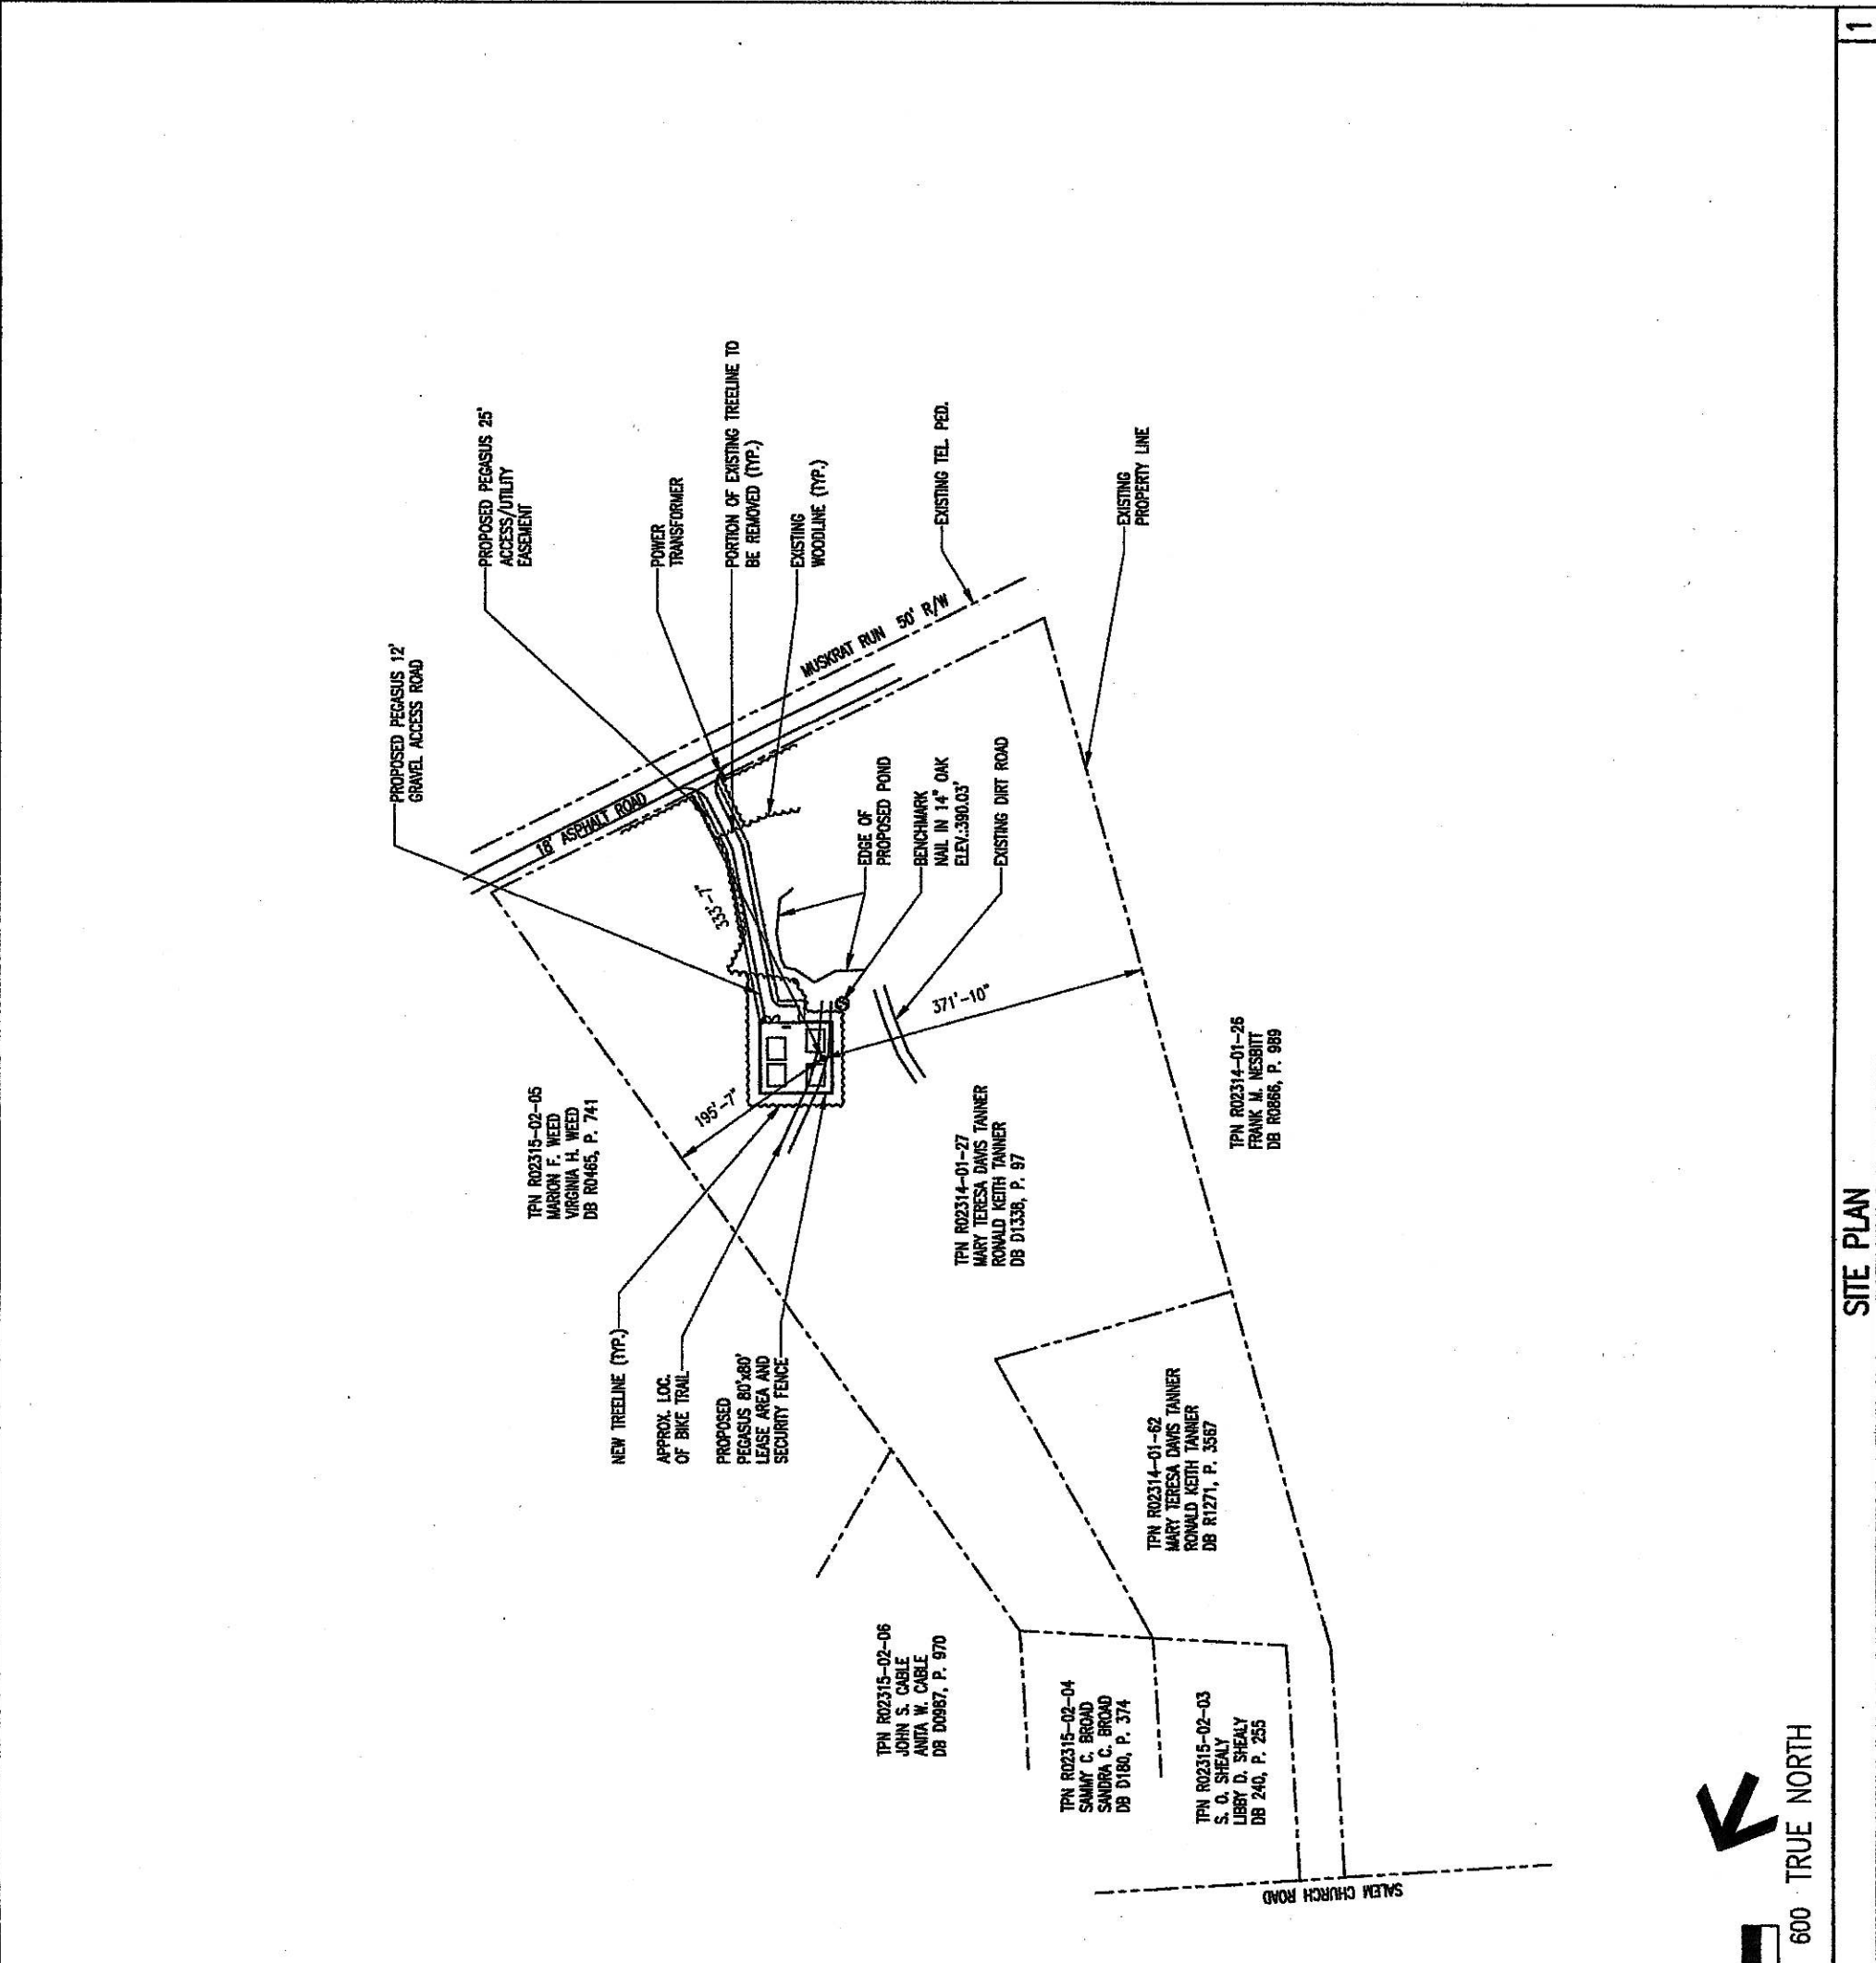 PROPOSED PEGASUS 12'
GRAVEL ACCESS ROAD
PROPOSED PEGASUS 25'
ACCESS/UTILITY
EASEMENT
POWER
TRANSFORMER
PORTION OF EXISTING TREELINE TO
BE REMOVED (TYP.)
EXISTING
WOODLINE (TYP.)
EXISTING TEL. PED.
EXISTING
PROPERTY LINE
MUSKRAT RUN 50' R/W
18' ASPHALT ROAD
333'-7"
EDGE OF
PROPOSED POND
BENCHMARK
NAIL IN 14" OAK
ELEV.:390.03'
EXISTING DIRT ROAD
371'-10"
195'-7"
TPN R02315-02-05
MARION F. WEED
VIRGINIA H. WEED
DB R0465, P. 741
TPN R02314-01-27
MARY TERESA DAVIS TANNER
RONALD KEITH TANNER
DB D1338, P. 97
TPN R02314-01-26
FRANK M. NESBITT
DB R0866, P. 989
NEW TREELINE (TYP.)
APPROX. LOC.
OF BIKE TRAIL
PROPOSED
PEGASUS 80'x80'
LEASE AREA AND
SECURITY FENCE
TPN R02314-01-62
MARY TERESA DAVIS TANNER
RONALD KEITH TANNER
DB R1271, P. 3567
TPN R02315-02-06
JOHN S. CABLE
ANITA W. CABLE
DB D0987, P. 970
TPN R02315-02-04
SAMMY C. BROAD
SANDRA C. BROAD
DB D180, P. 374
TPN R02315-02-03
S. O. SHEALY
LIBBY D. SHEALY
DB 240, P. 255
SALEM CHURCH ROAD
600 TRUE NORTH
SITE PLAN
1